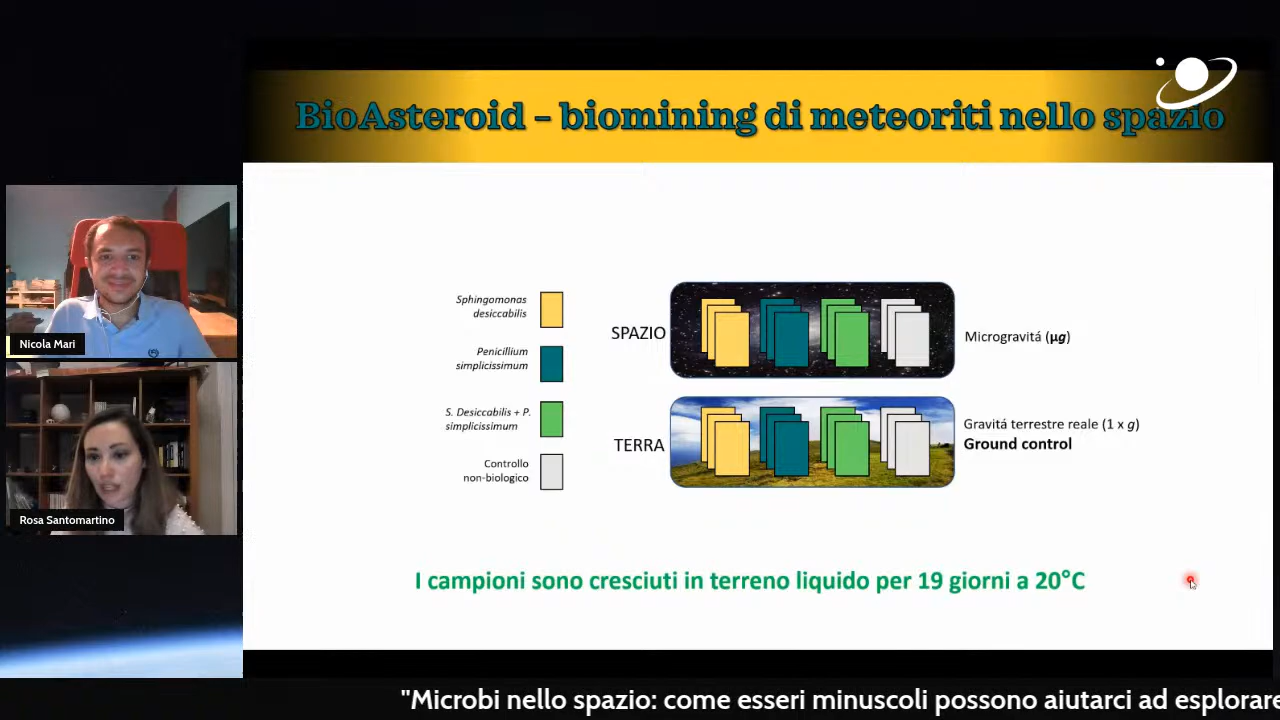 BioAsteroid – biomining di meteoriti nello spazio
Nicola Mari
Rosa Santomartino
Sphingomonas
desiccabilis
Penicillium
simplicissimum
S. Desiccabilis + P.
simplicissimum
Controllo
non-biologico
SPAZIO
Microgravitá (µg)
TERRA
Gravitá terrestre reale (1 x g)
Ground control
I campioni sono cresciuti in terreno liquido per 19 giorni a 20°C
"Microbi nello spazio: come esseri minuscoli possono aiutarci ad esplorare